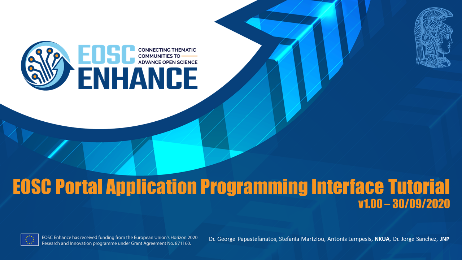 EOSC
ENHANCE
CONNECTING THEMATIC
COMMUNITIES TO
ADVANCE OPEN SCIENCE
EOSC Portal Application Programming Interface Tutorial
v1.00 – 30/09/2020
EOSC Enhance has received funding from the European Union's Horizon 2020
Research and Innovation programme under Grant Agreement No. 871160.
Dr. George Papastefanatos, Stefania Martziou, Antonis Lempesis, NKUA, Dr. Jorge Sanchez, JNP